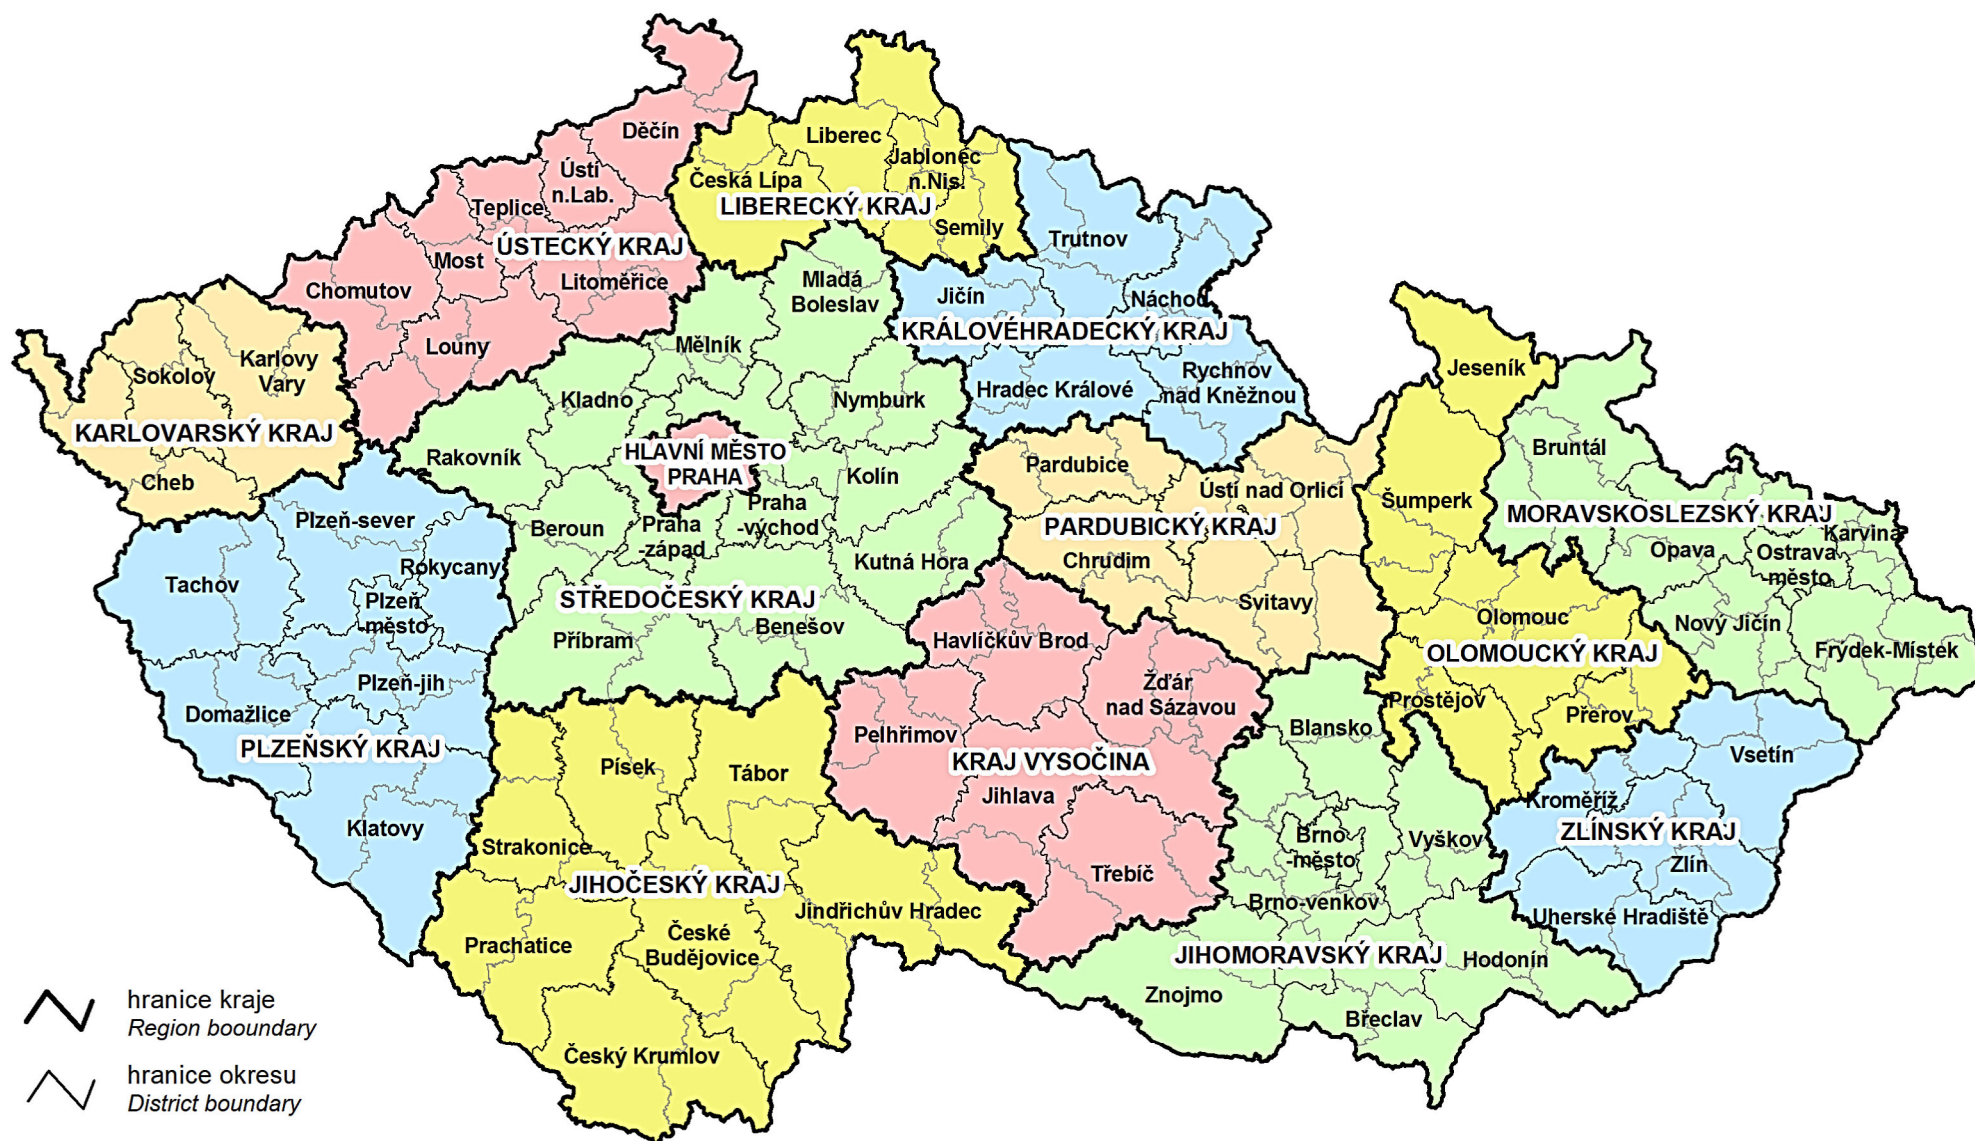 Děčín
Liberec
Ústí
n.Lab.
Jablonec
n.Nis.
Česká Lípa
LIBERECKÝ KRAJ
Teplice
ÚSTECKÝ KRAJ
Semily
Trutnov
Most
Chomutov
Litoměřice
Mladá
Boleslav
Jičín
Náchod
KRÁLOVÉHRADECKÝ KRAJ
Louny
Mělník
Karlovy
Vary
Sokolov
Jeseník
Rychnov
nad Kněžnou
Hradec Králové
Kladno
Nymburk
KARLOVARSKÝ KRAJ
HLAVNÍ MĚSTO
PRAHA
Rakovník
Cheb
Kolín
Pardubice
Bruntál
Ústí nad Orlicí
Šumperk
Plzeň-sever
Praha
-východ
Beroun
Praha
-západ
PARDUBICKÝ KRAJ
MORAVSKOSLEZSKÝ KRAJ
Karviná
Opava
Ostrava
-město
Tachov
Rokycany
Kutná Hora
Chrudim
Plzeň
-město
STŘEDOČESKÝ KRAJ
Svitavy
Olomouc
Nový Jičín
Benešov
Příbram
Havlíčkův Brod
OLOMOUCKÝ KRAJ
Frýdek-Místek
Plzeň-jih
Žďár
nad Sázavou
Prostějov
Přerov
Domažlice
PLZEŇSKÝ KRAJ
Pelhřimov
Blansko
Vsetín
Písek
Tábor
KRAJ VYSOČINA
Jihlava
Kroměříž
Klatovy
ZLÍNSKÝ KRAJ
Strakonice
Brno
-město
Vyškov
Zlín
JIHOČESKÝ KRAJ
Třebíč
Brno-venkov
Jindřichův Hradec
Uherské Hradiště
Prachatice
České
Budějovice
JIHOMORAVSKÝ KRAJ
Hodonín
Znojmo
Břeclav
Český Krumlov
hranice kraje
Region booundary
hranice okresu
District boundary